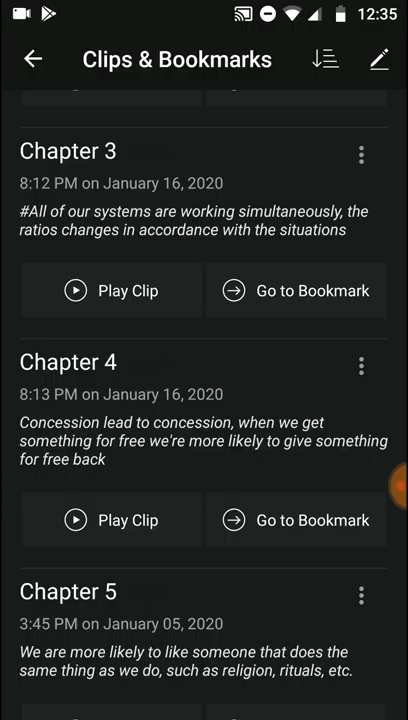 12:35
Clips & Bookmarks
Chapter 3
8:12 PM on January 16, 2020
#All of our systems are working simultaneously, the
ratios changes in accordance with the situations
Play Clip
Go to Bookmark
Chapter 4
8:13 PM on January 16, 2020
Concession lead to concession, when we get
something for free we're more likely to give something
for free back
Play Clip
Go to Bookmark
Chapter 5
3:45 PM on January 05, 2020
We are more likely to like someone that does the
same thing as we do, such as religion, rituals, etc.